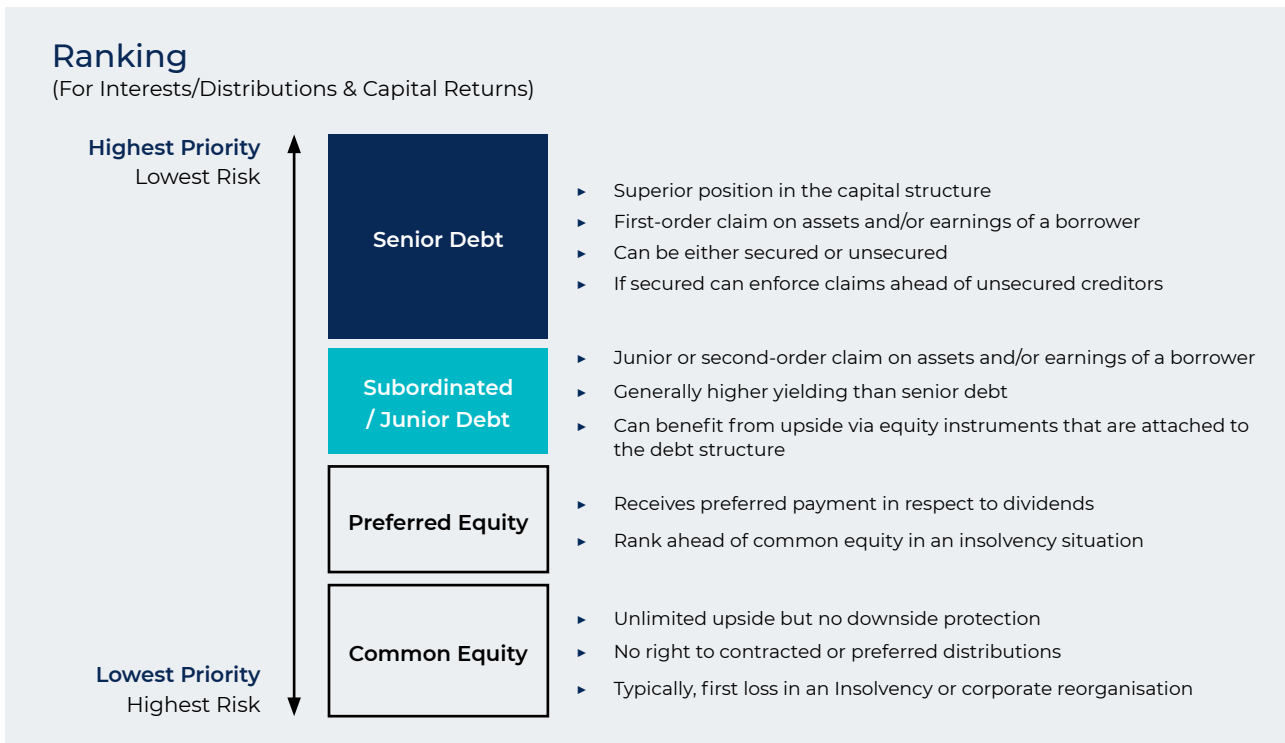 Ranking
(For Interests/Distributions & Capital Returns)
Highest Priority
Lowest Risk
Senior Debt
▸ Superior position in the capital structure
▸ First-order claim on assets and/or earnings of a borrower
▸ Can be either secured or unsecured
▸ If secured can enforce claims ahead of unsecured creditors
Subordinated
/ Junior Debt
▸ Junior or second-order claim on assets and/or earnings of a borrower
▸ Generally higher yielding than senior debt
▸ Can benefit from upside via equity instruments that are attached to
the debt structure
Preferred Equity
▸ Receives preferred payment in respect to dividends
▸ Rank ahead of common equity in an insolvency situation
Common Equity
▸ Unlimited upside but no downside protection
▸ No right to contracted or preferred distributions
▸ Typically, first loss in an Insolvency or corporate reorganisation
Lowest Priority
Highest Risk